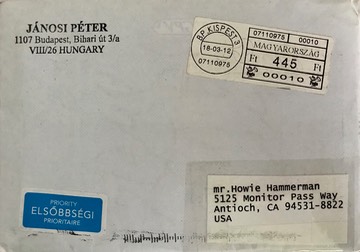 JÁNOSI PÉTER
1107 Budapest, Bihari út 3/a
VIII/26 HUNGARY
BP. KISPEST 3
18-03-12
07110975
07110975 00010
MAGYARORSZÁG
Ft 445 Ft
00010
PRIORITY
ELSŐBBSÉGI
PRIORITAIRE
mr.Howie Hammerman
5125 Monitor Pass Way
Antioch, CA 94531-8822
USA